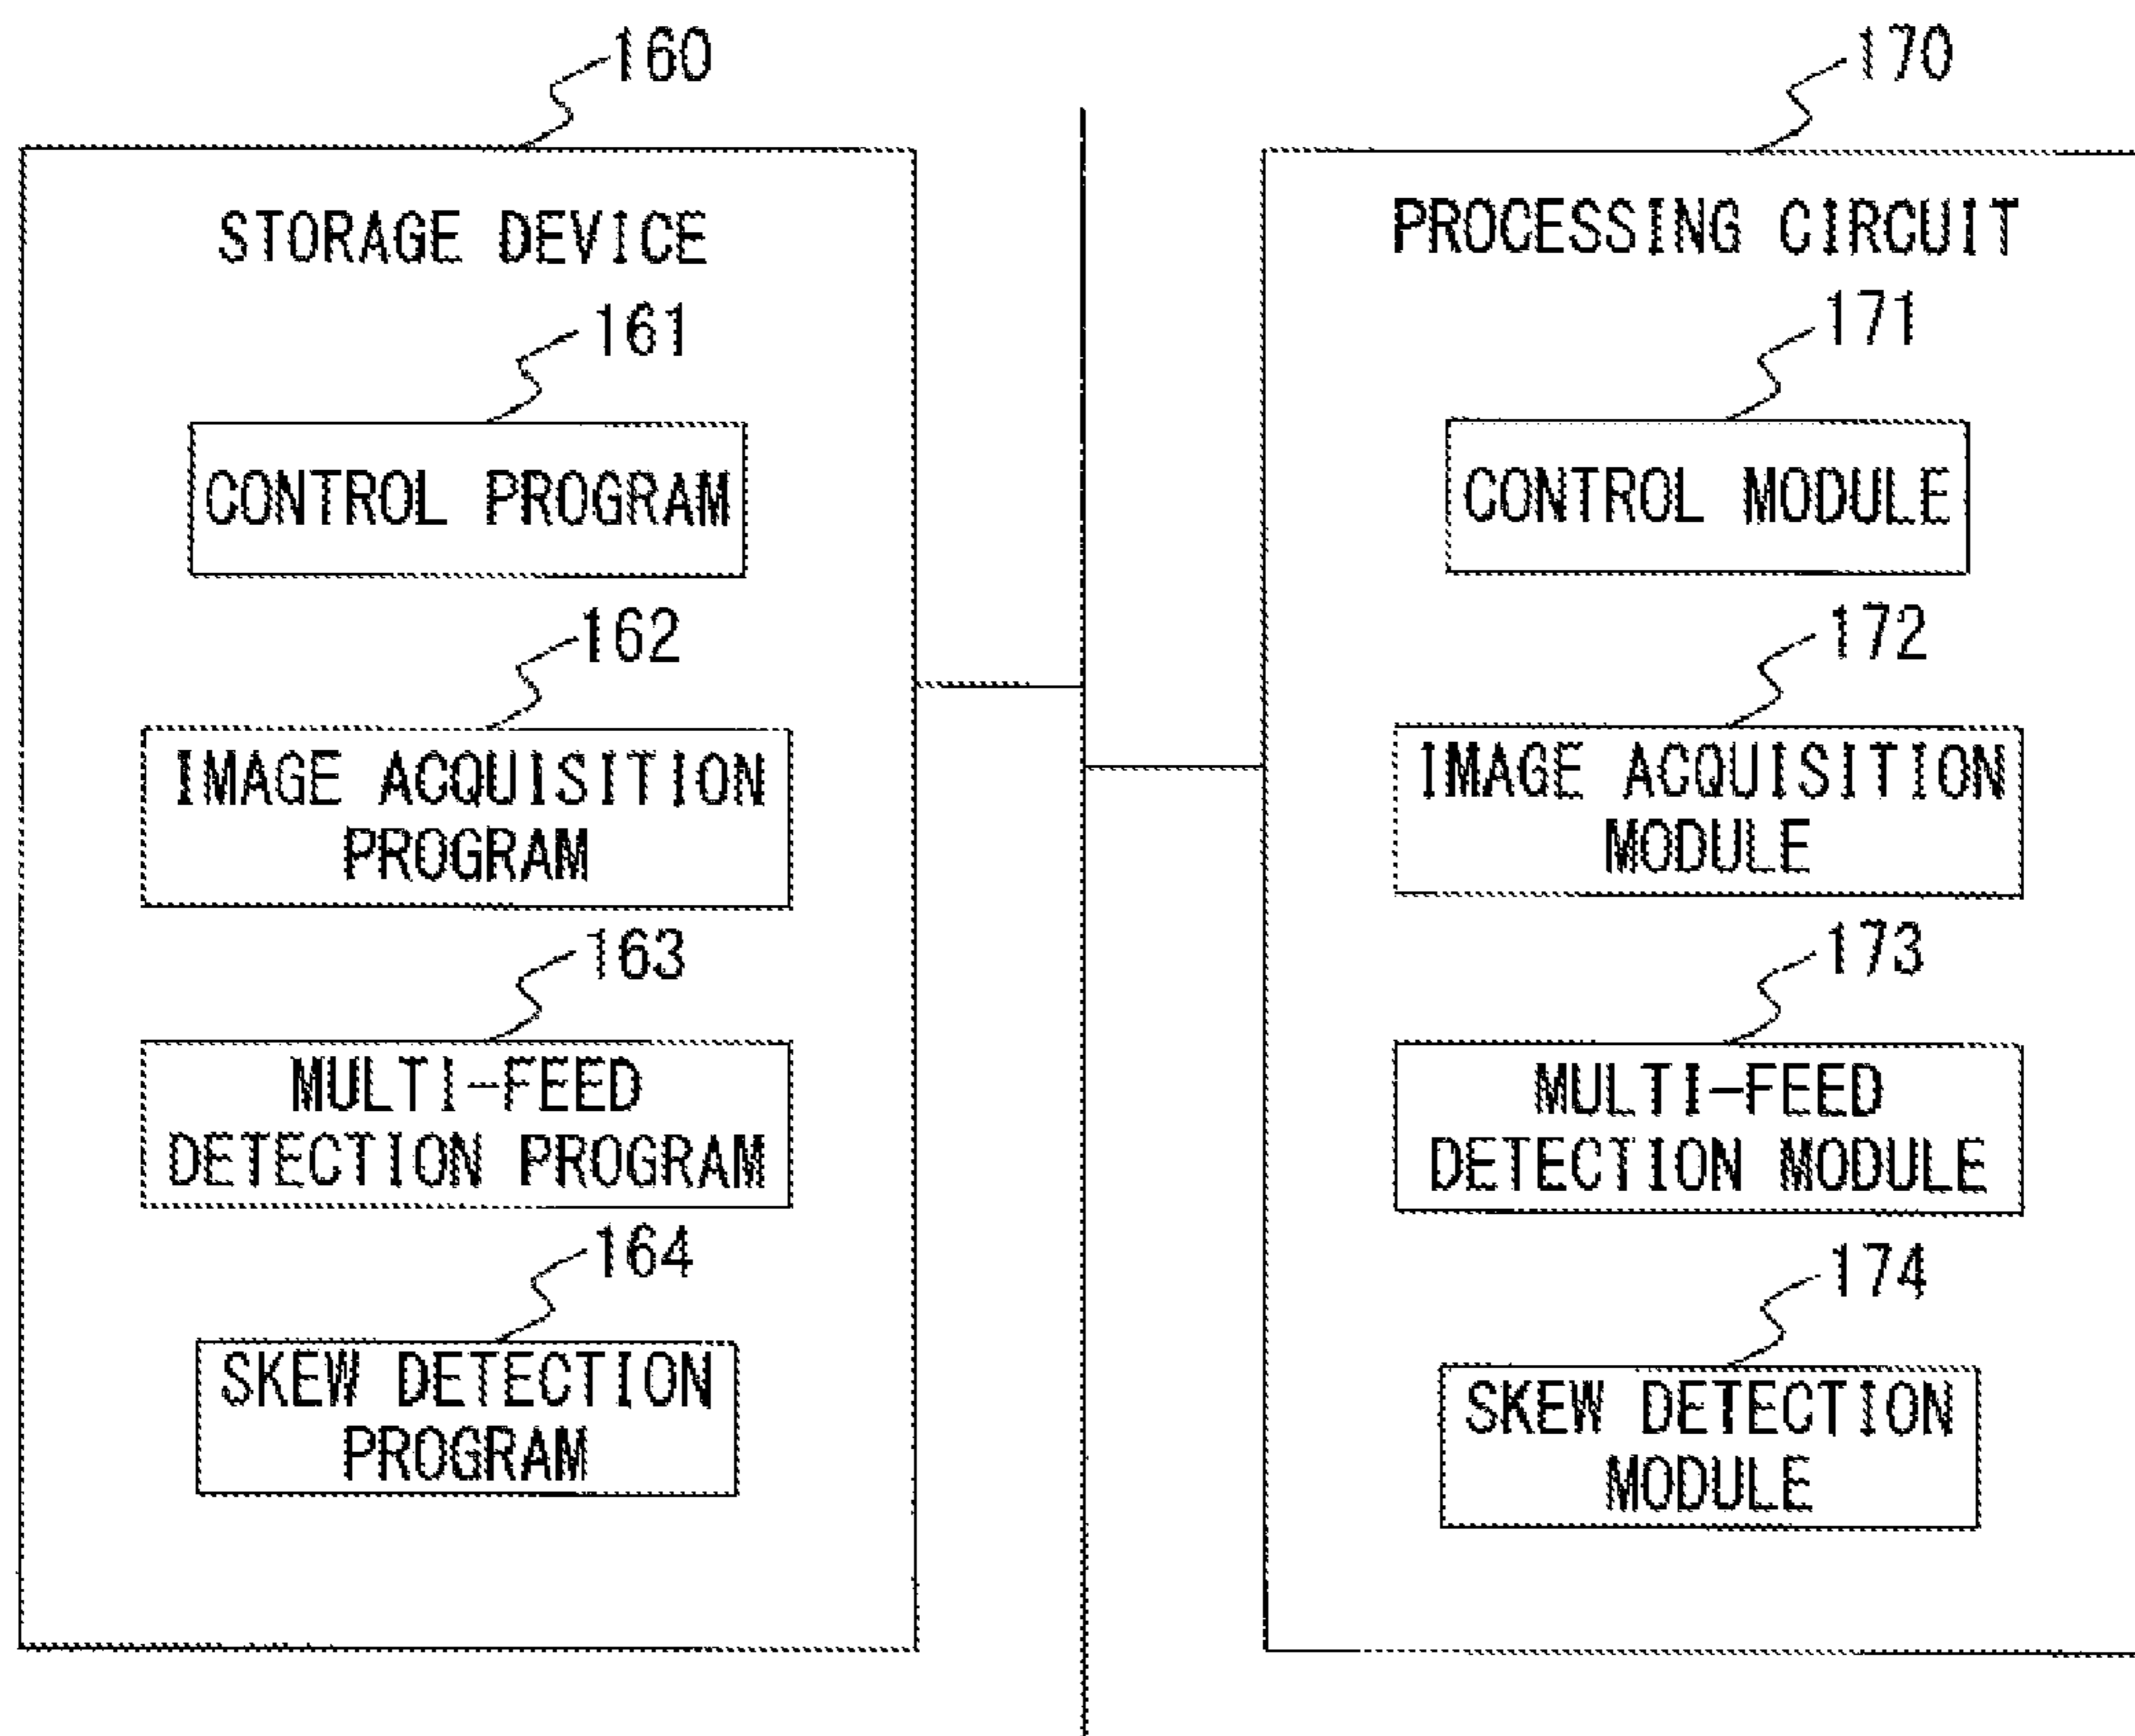 160
STORAGE DEVICE
161
CONTROL PROGRAM
162
IMAGE ACQUISITION
PROGRAM
163
MULTI-FEED
DETECTION PROGRAM
164
SKEW DETECTION
PROGRAM
170
PROCESSING CIRCUIT
171
CONTROL MODULE
172
IMAGE ACQUISITION
MODULE
173
MULTI-FEED
DETECTION MODULE
174
SKEW DETECTION
MODULE